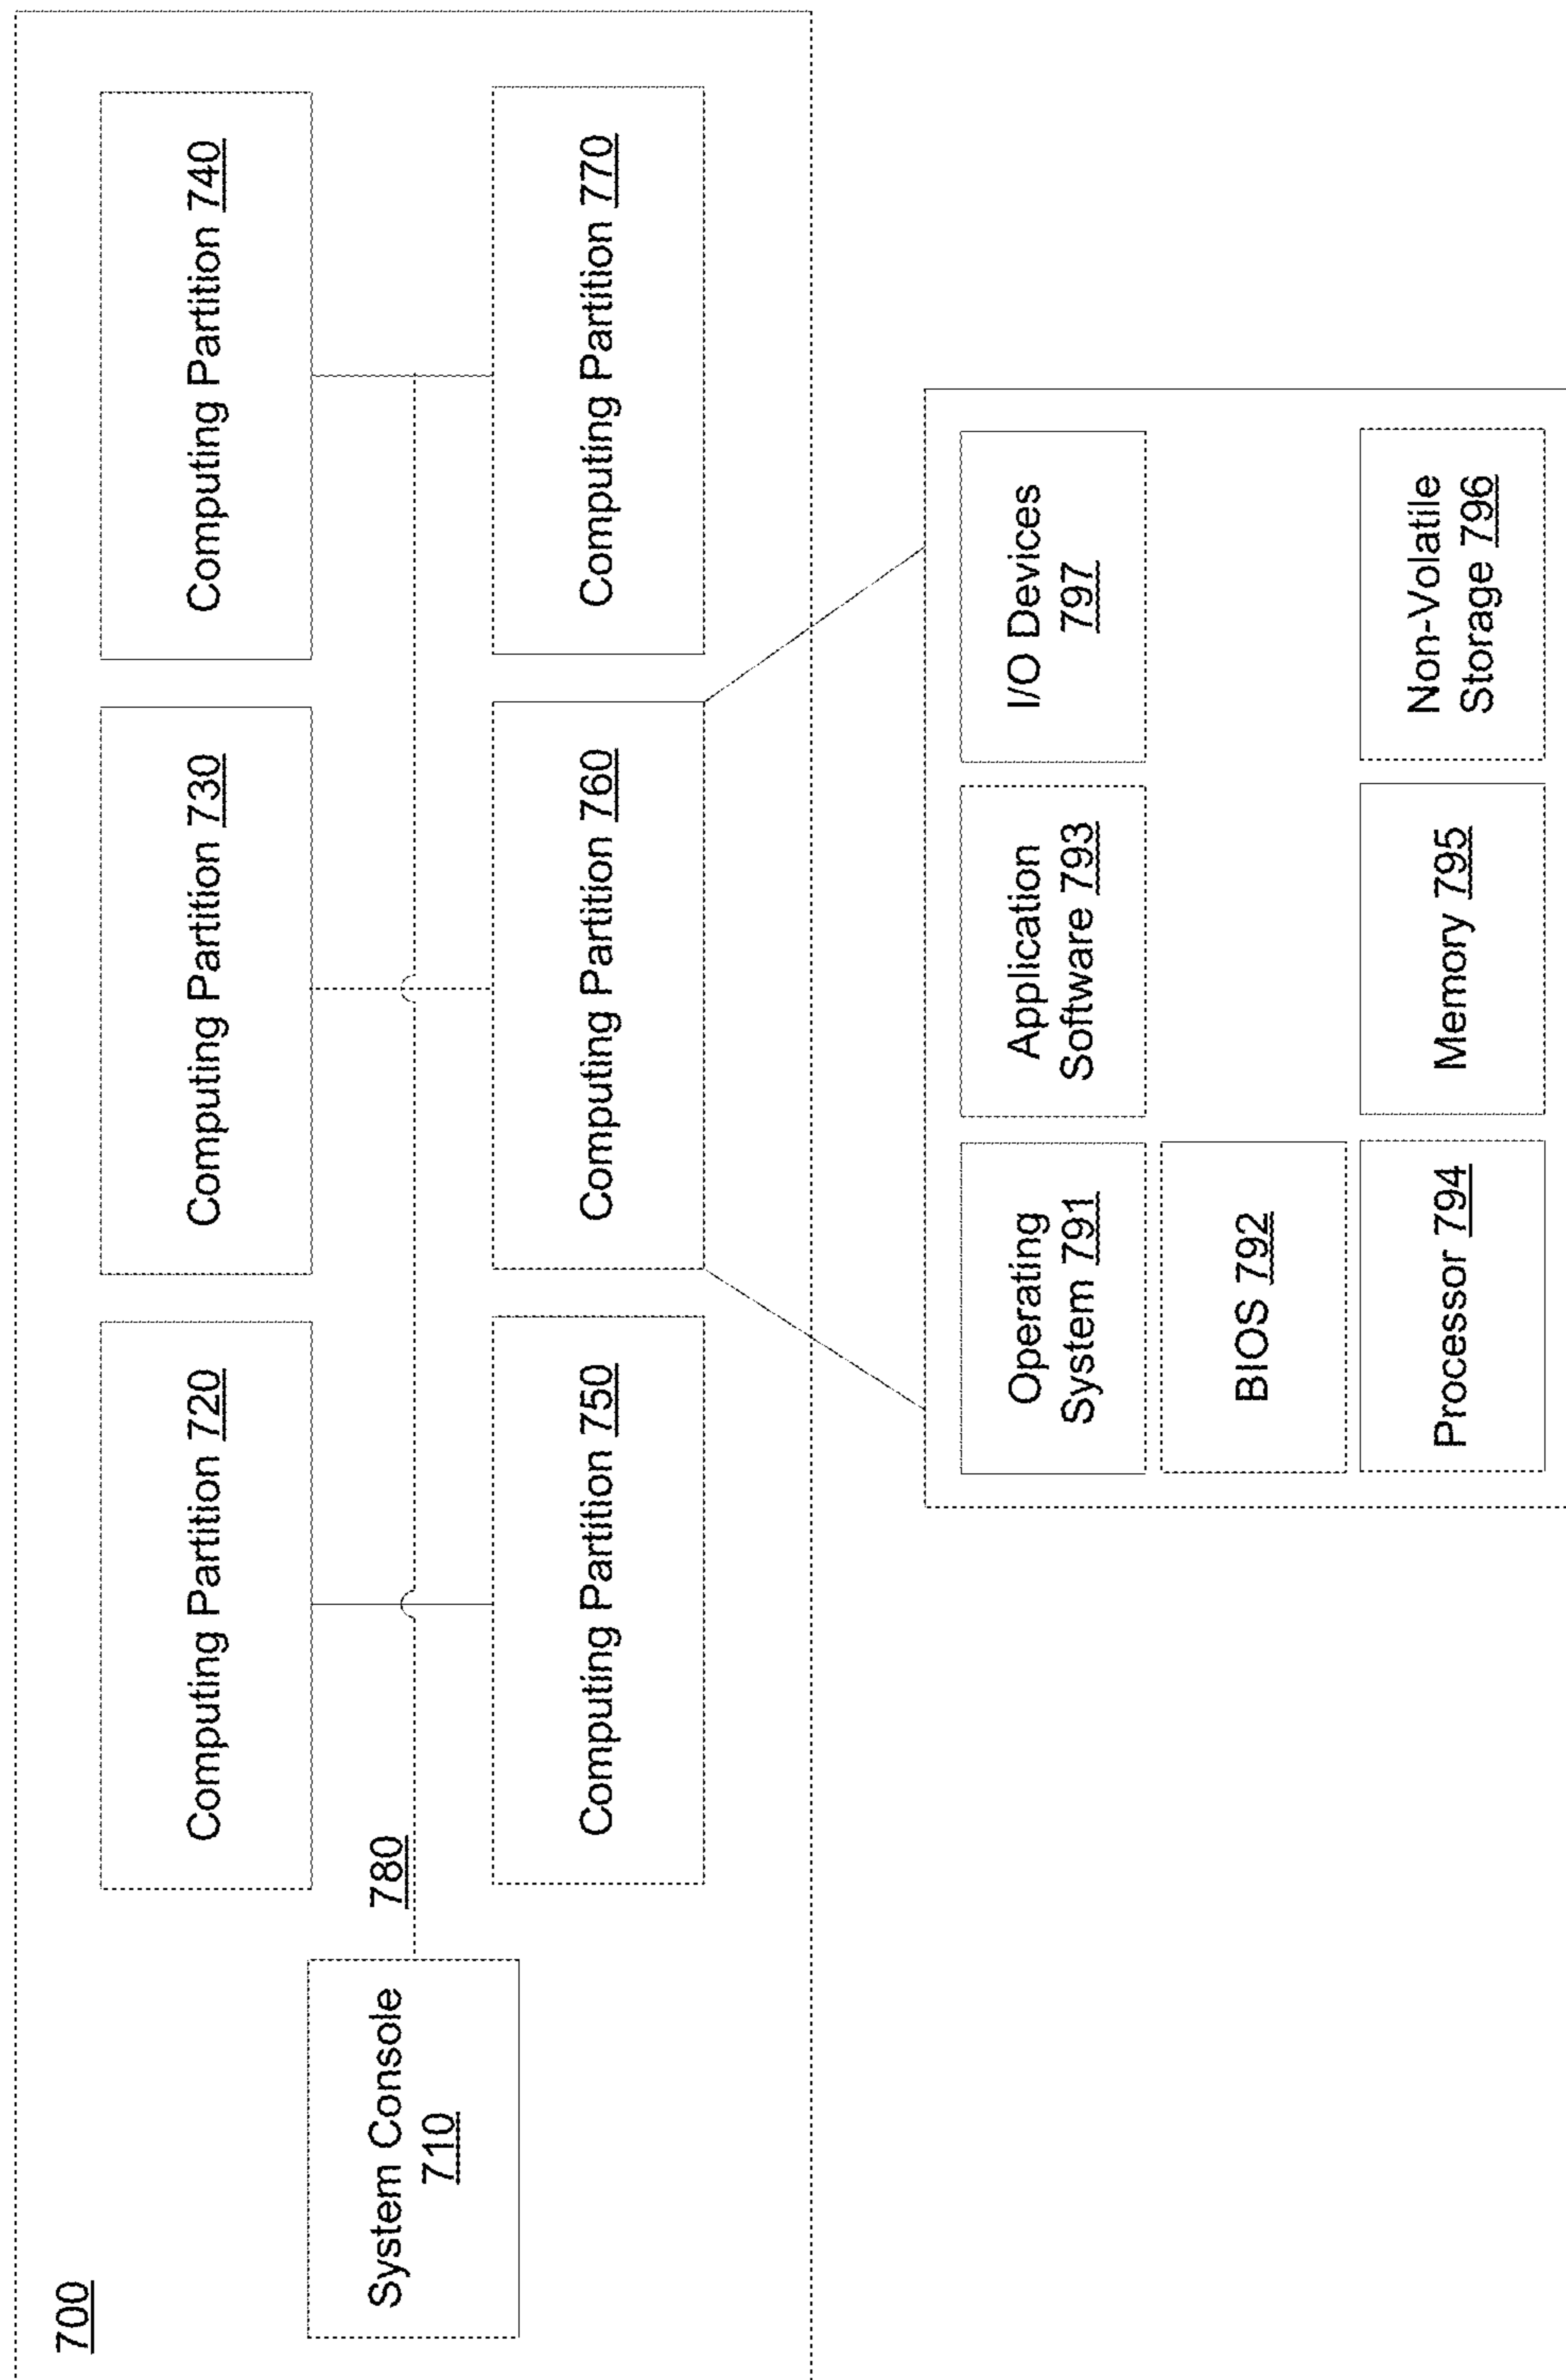 700
Computing Partition 720
Computing Partition 730
Computing Partition 740
System Console
710
780
Computing Partition 750
Computing Partition 760
Computing Partition 770
Operating
System 791
Application
Software 793
I/O Devices
797
BIOS 792
Processor 794
Memory 795
Non-Volatile
Storage 796